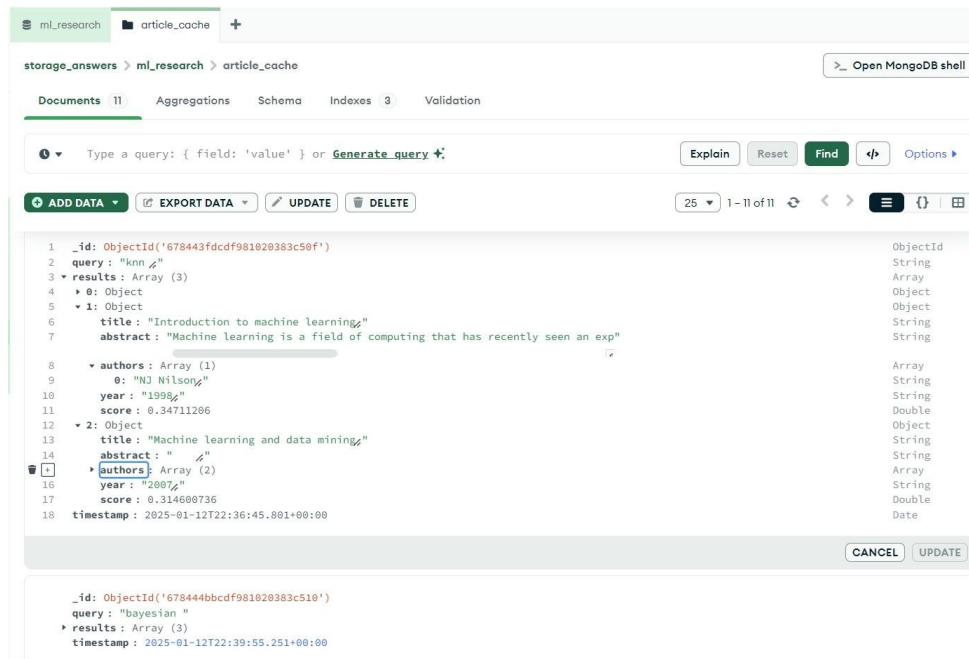 ml_research article_cache +
storage_answers > ml_research > article_cache
>_ Open MongoDB shell
Documents 11 Aggregations Schema Indexes 3 Validation
Type a query: { field: 'value' } or Generate query
Explain Reset Find </> Options
ADD DATA EXPORT DATA UPDATE DELETE
25 1 – 11 of 11 {}
1 _id: ObjectId('678443fdcdf981020383c50f') ObjectId
2 query : "knn " String
3 results : Array (3) Array
4 0: Object Object
5 1: Object Object
6 title : "Introduction to machine learning" String
7 abstract : "Machine learning is a field of computing that has recently seen an exp" String
8 authors : Array (1) Array
9 0: "NJ Nilson" String
10 year : "1998" String
11 score : 0.34711206 Double
12 2: Object Object
13 title : "Machine learning and data mining" String
14 abstract : " " String
authors : Array (2) Array
16 year : "2007" String
17 score : 0.314600736 Double
18 timestamp : 2025-01-12T22:36:45.801+00:00 Date
CANCEL UPDATE
_id: ObjectId('678444bbcdf981020383c510')
query : "bayesian "
results : Array (3)
timestamp : 2025-01-12T22:39:55.251+00:00